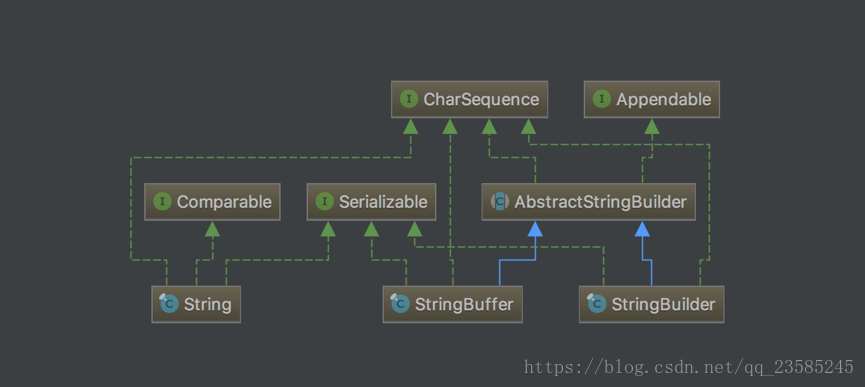 CharSequence
Appendable
Comparable
Serializable
AbstractStringBuilder
String
StringBuffer
StringBuilder
https://blog.csdn.net/qq_23585245